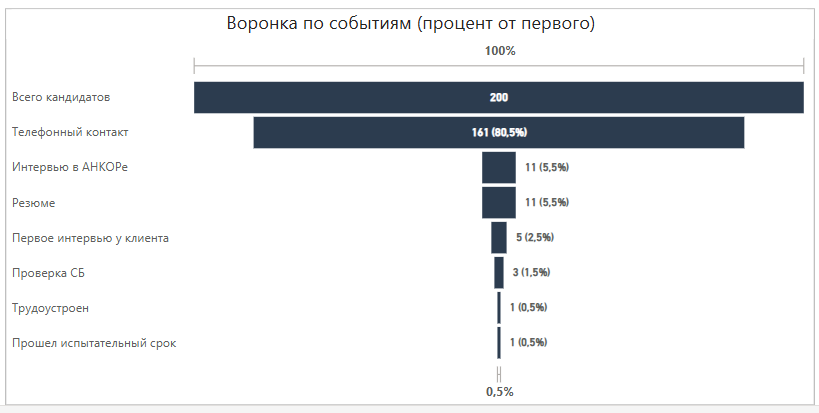 Воронка по событиям (процент от первого)
100%
Всего кандидатов 200
Телефонный контакт 161 (80,5%)
Интервью в АНКОРе 11 (5,5%)
Резюме 11 (5,5%)
Первое интервью у клиента 5 (2,5%)
Проверка СБ 3 (1,5%)
Трудоустроен 1 (0,5%)
Прошел испытательный срок 1 (0,5%)
0,5%